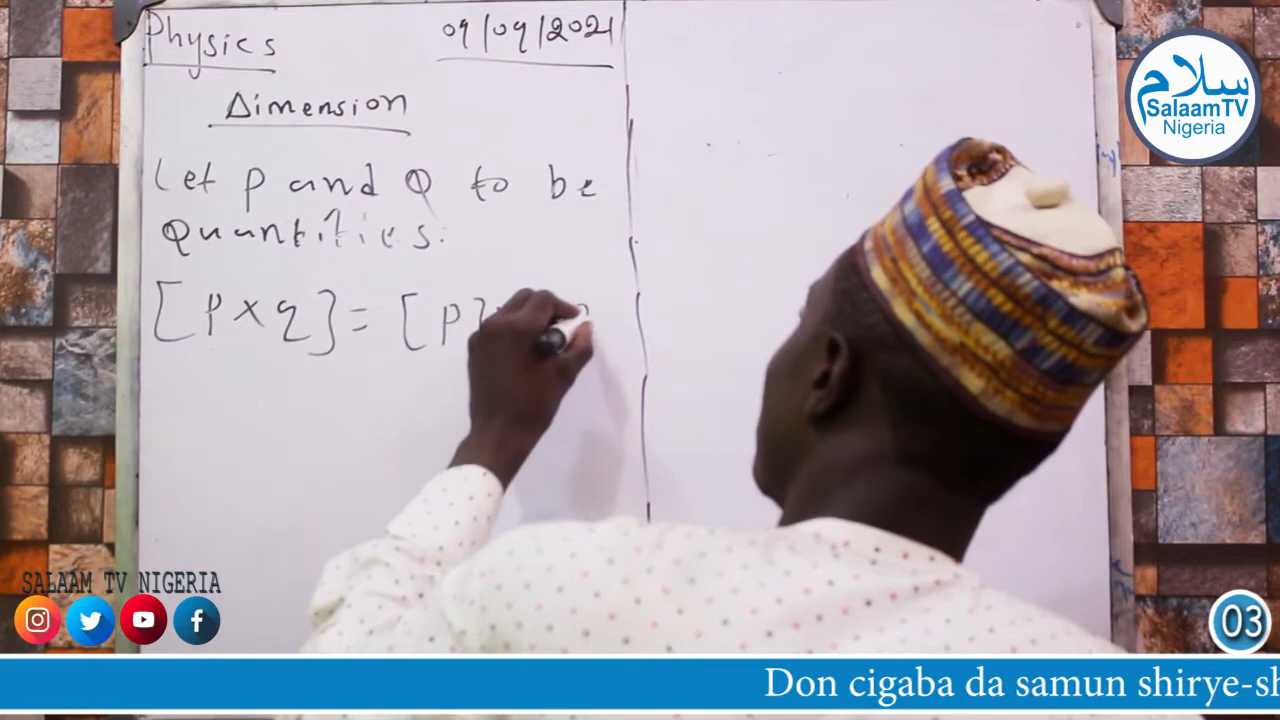 Physics 09/09/2021
Dimension
Let P and Q to be
Quantities:
[P×q]= [P]
سلام
SalaamTV
Nigeria
SALAAM TV NIGERIA
03
Don cigaba da samun shirye-sh